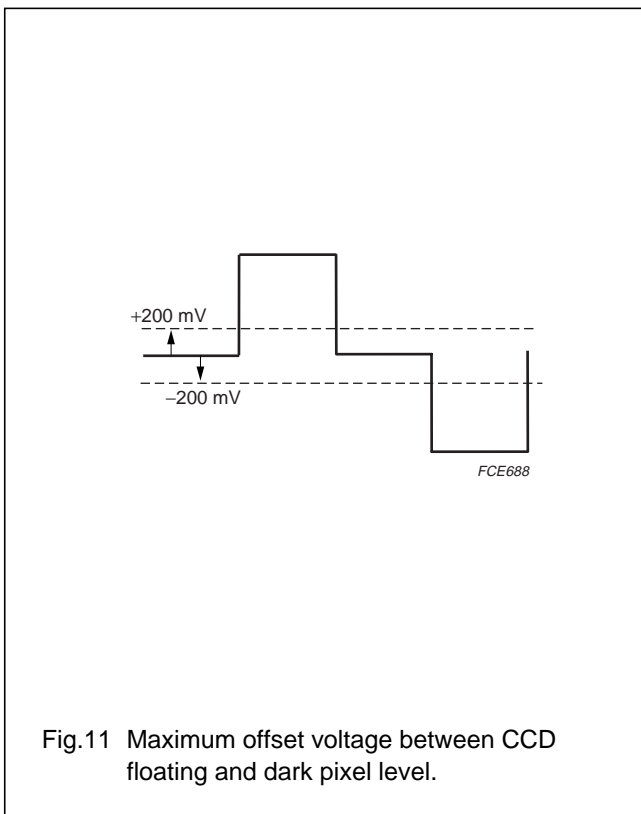 +200 mV
−200 mV
FCE688
Fig.11 Maximum offset voltage between CCD
floating and dark pixel level.